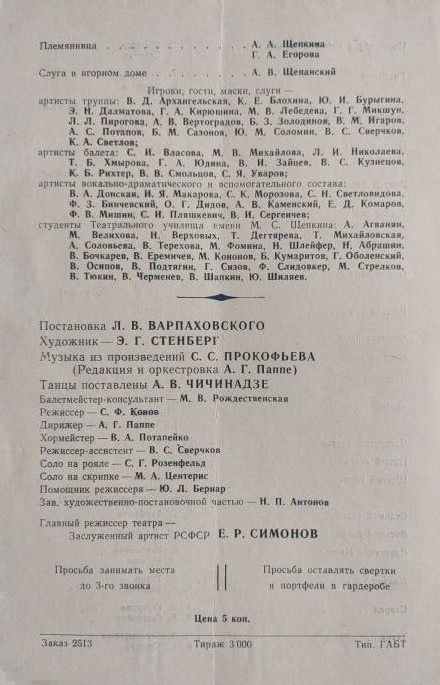 Племянница . . . . . . . . . . . . . . А. А. Щепкина
Г. А. Егорова
Слуга в игорном доме . . . . . . . . . . А. В. Щепанский
Игроки, гости, маски, слуги —
артисты труппы: В. Д. Архангельская, К. Е. Блохина, Ю. И. Бурыгина,
Э. Н. Далматова, Г. А. Кирюшина, М. В. Лебедева, Г. Г. Микшун,
Л. Л. Пирогова, А. В. Вертоградов, Б. З. Золодинов, В. М. Игаров,
А. С. Потапов, Б. М. Сазонов, Ю. М. Соломин, В. С. Сверчков,
К. А. Светлов;
артисты балета: С. И. Власова, М. В. Михайлова, Л. И. Николаева,
Т. Б. Хмырова, Г. А. Юдина, В. И. Зайцев, В. С. Кузнецов,
К. Б. Рихтер, В. В. Смольцов, С. Я. Уваров;
артисты вокально-драматического и вспомогательного состава:
В. А. Донская, И. Я. Макарова, С. К. Морозова, С. Н. Световидова,
Ф. З. Бинчевский, О. Г. Дидов, А. В. Каменский, Е. Д. Комаров,
Ф. В. Мишин, С. И. Пляшкевич, В. И. Сергеичев;
студенты Театрального училища имени М. С. Щепкина: А. Агванян,
М. Велихова, Н. Верховых, Т. Дегтярева, Т. Михайловская,
А. Соловьева, В. Терехова, М. Фомина, Н. Шлейфер, Н. Абрашин,
В. Бочкарев, В. Еремичев, М. Кононов, Б. Кумаритов, Г. Оболенский,
В. Осипов, В. Подтягин, Г. Сизов, Ф. Слидовкер, М. Стрелков,
В. Тюкин, В. Черменев, В. Шапкин, Ю. Шиляев.
Постановка Л. В. ВАРПАХОВСКОГО
Художник — Э. Г. СТЕНБЕРГ
Музыка из произведений С. С. ПРОКОФЬЕВА
(Редакция и оркестровка А. Г. Паппе)
Танцы поставлены А. В. ЧИЧИНАДЗЕ
Балетмейстер-консультант — М. В. Рождественская
Режиссер — С. Ф. Конов
Дирижер — А. Г. Паппе
Хормейстер — В. А. Потапейко
Режиссер-ассистент — В. С. Сверчков
Соло на рояле — С. Г. Розенфельд
Соло на скрипке — М. А. Центерис
Помощник режиссера — Ю. Л. Бернар
Зав. художественно-постановочной частью — Н. П. Антонов
Главный режиссер театра —
Заслуженный артист РСФСР Е. Р. СИМОНОВ
Просьба занимать места
до 3-го звонка
Просьба оставлять свертки
и портфели в гардеробе
Цена 5 коп.
Заказ 2513 Тираж 3 000 Тип. ГАБТ